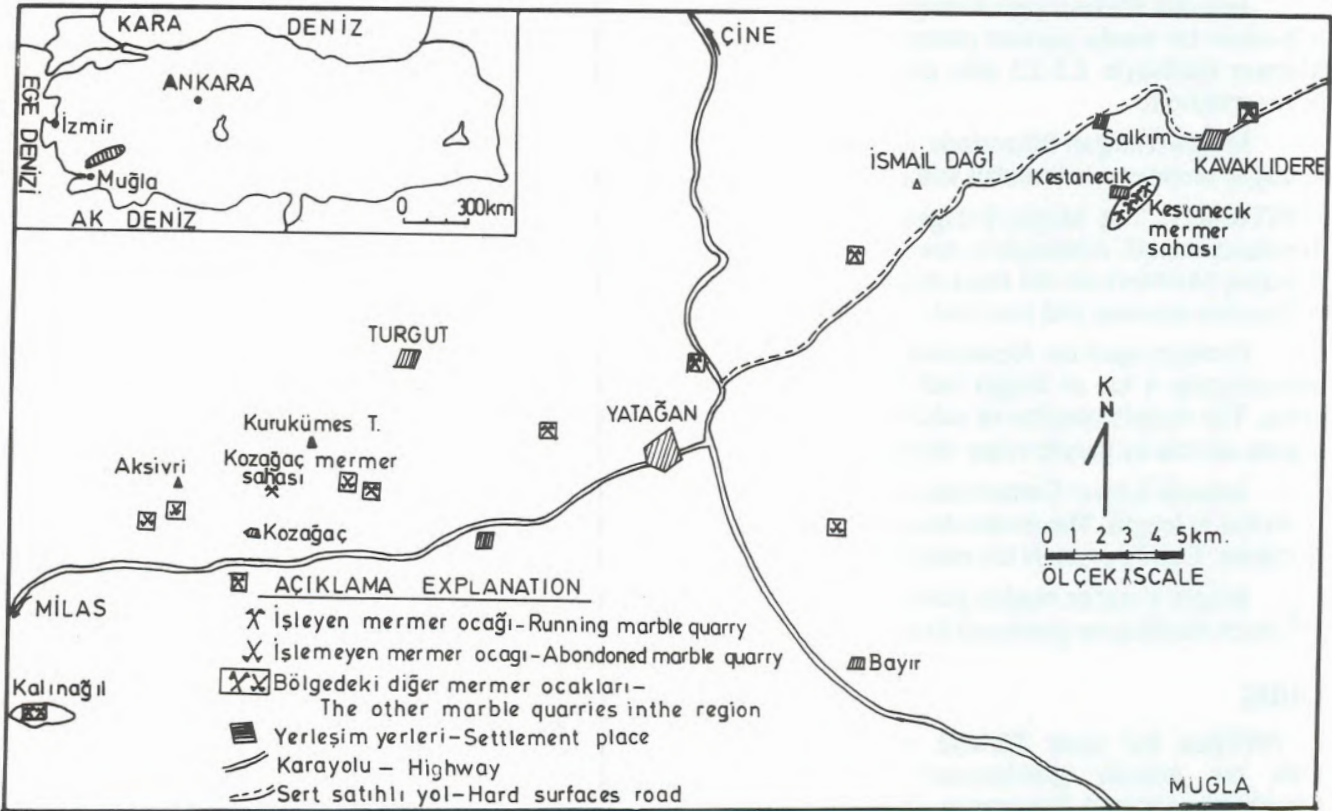 KARA DENİZ
EGE DENİZİ
ANKARA
İzmir
Muğla
AK DENİZ
0 300km
ÇİNE
Salkım
KAVAKLIDERE
İSMAİL DAĞI
Kestanecik
Kestanecık
mermer
sahası
TURGUT
YATAĞAN
K
N
Kurukümes T.
Kozağaç mermer
sahası
Aksivri
Kozağaç
0 1 2 3 4 5km.
ÖLÇEK SCALE
MİLAS
AÇIKLAMA EXPLANATION
İşleyen mermer ocağı-Running marble quarry
İşlemeyen mermer ocagı-Abondoned marble quarry
Bölgedeki diğer mermer ocakları-
The other marble quarries inthe region
Yerleşim yerleri-Settlement place
Karayolu - Highway
Sert satıhlı yol-Hard surfaces road
Kalınağıl
Bayır
MUGLA